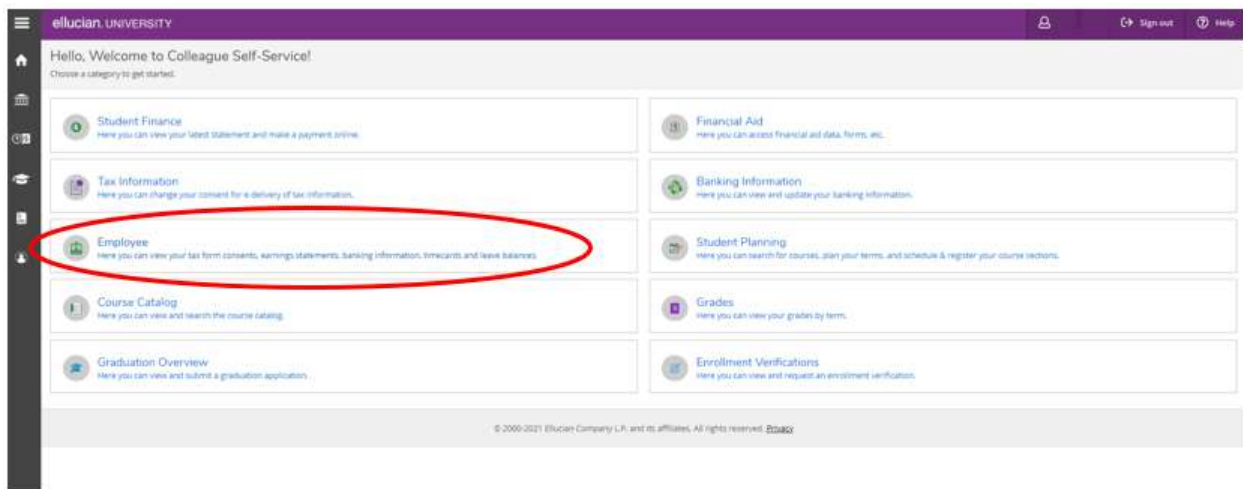 ellucian. UNIVERSITY
Sign out
Help
Hello, Welcome to Colleague Self-Service!
Choose a category to get started.
Student Finance
Here you can view your latest statement and make a payment online.
Financial Aid
Here you can access financial aid data, forms, etc.
Tax Information
Here you can change your consent for e-delivery of tax information.
Banking Information
Here you can view and update your banking information.
Employee
Here you can view your tax form consents, earnings statements, banking information, timecards and leave balances.
Student Planning
Here you can search for courses, plan your terms, and schedule & register your course sections.
Course Catalog
Here you can view and search the course catalog.
Grades
Here you can view your grades by term.
Graduation Overview
Here you can view and submit a graduation application.
Enrollment Verifications
Here you can view and request an enrollment verification.
© 2000-2021 Ellucian Company L.P. and its affiliates. All rights reserved. Privacy